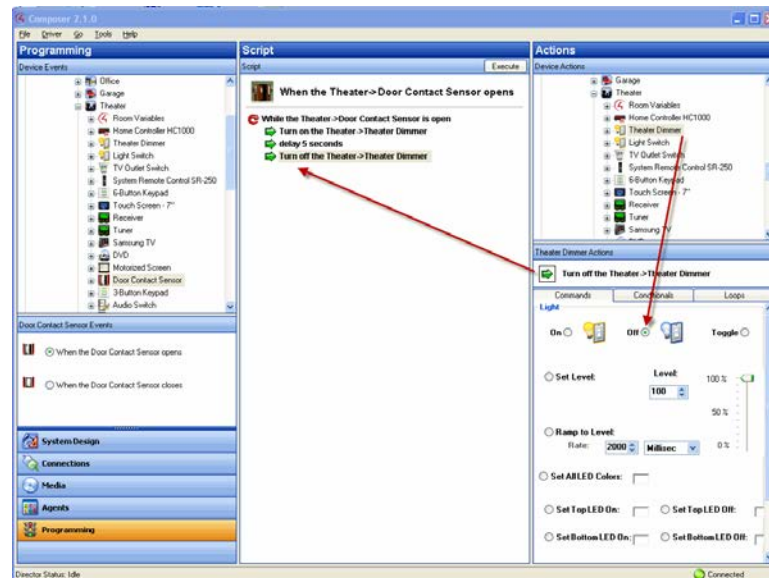 Composer 2.1.0
File Driver Go Tools Help
Programming
Device Events
Office
Garage
Theater
Room Variables
Home Controller HC1000
Theater Dimmer
Light Switch
TV Outlet Switch
System Remote Control SR-250
6-Button Keypad
Touch Screen - 7"
Receiver
Tuner
Samsung TV
DVD
Motorized Screen
Door Contact Sensor
3-Button Keypad
Audio Switch
Door Contact Sensor Events
When the Door Contact Sensor opens
When the Door Contact Sensor closes
System Design
Connections
Media
Agents
Programming
Script
Script Execute
When the Theater->Door Contact Sensor opens
While the Theater->Door Contact Sensor is open
Turn on the Theater->Theater Dimmer
delay 5 seconds
Turn off the Theater->Theater Dimmer
Actions
Device Actions
Garage
Theater
Room Variables
Home Controller HC1000
Theater Dimmer
Light Switch
TV Outlet Switch
System Remote Control SR-250
6-Button Keypad
Touch Screen - 7"
Receiver
Tuner
Samsung TV
Theater Dimmer Actions
Turn off the Theater->Theater Dimmer
Commands Conditionals Loops
Light
On Off Toggle
Set Level: Level: 100 %
100
50 %
Ramp to Level:
Rate: 2000 Millisec 0 %
Set All LED Colors:
Set Top LED On: Set Top LED Off:
Set Bottom LED On: Set Bottom LED Off:
Director Status: Idle Connected